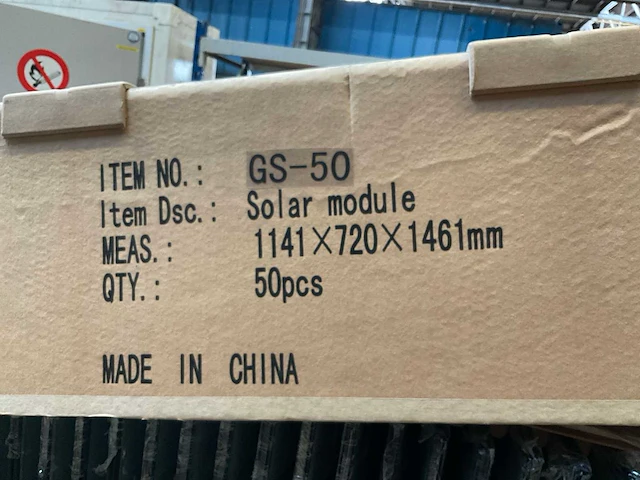 ITEM NO.: GS-50
Item Dsc.: Solar module
MEAS.: 1141×720×1461mm
QTY.: 50pcs
MADE IN CHINA